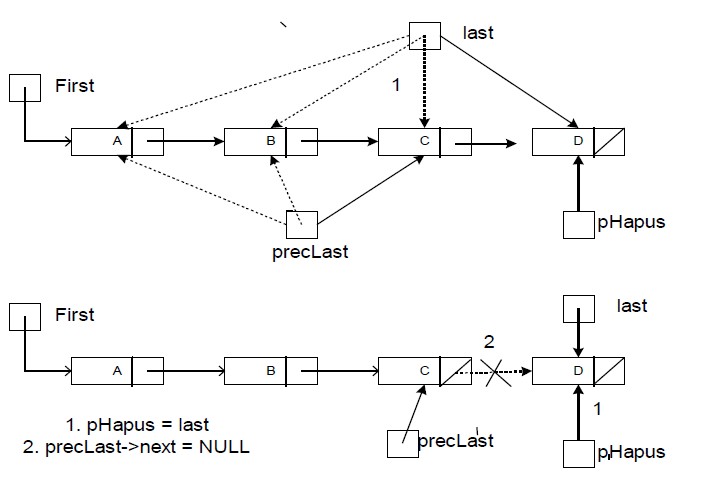 last
First
1
A
B
C
D
pHapus
precLast
First
last
2
A
B
C
D
1. pHapus = last
1
2. precLast->next = NULL
precLast
pHapus